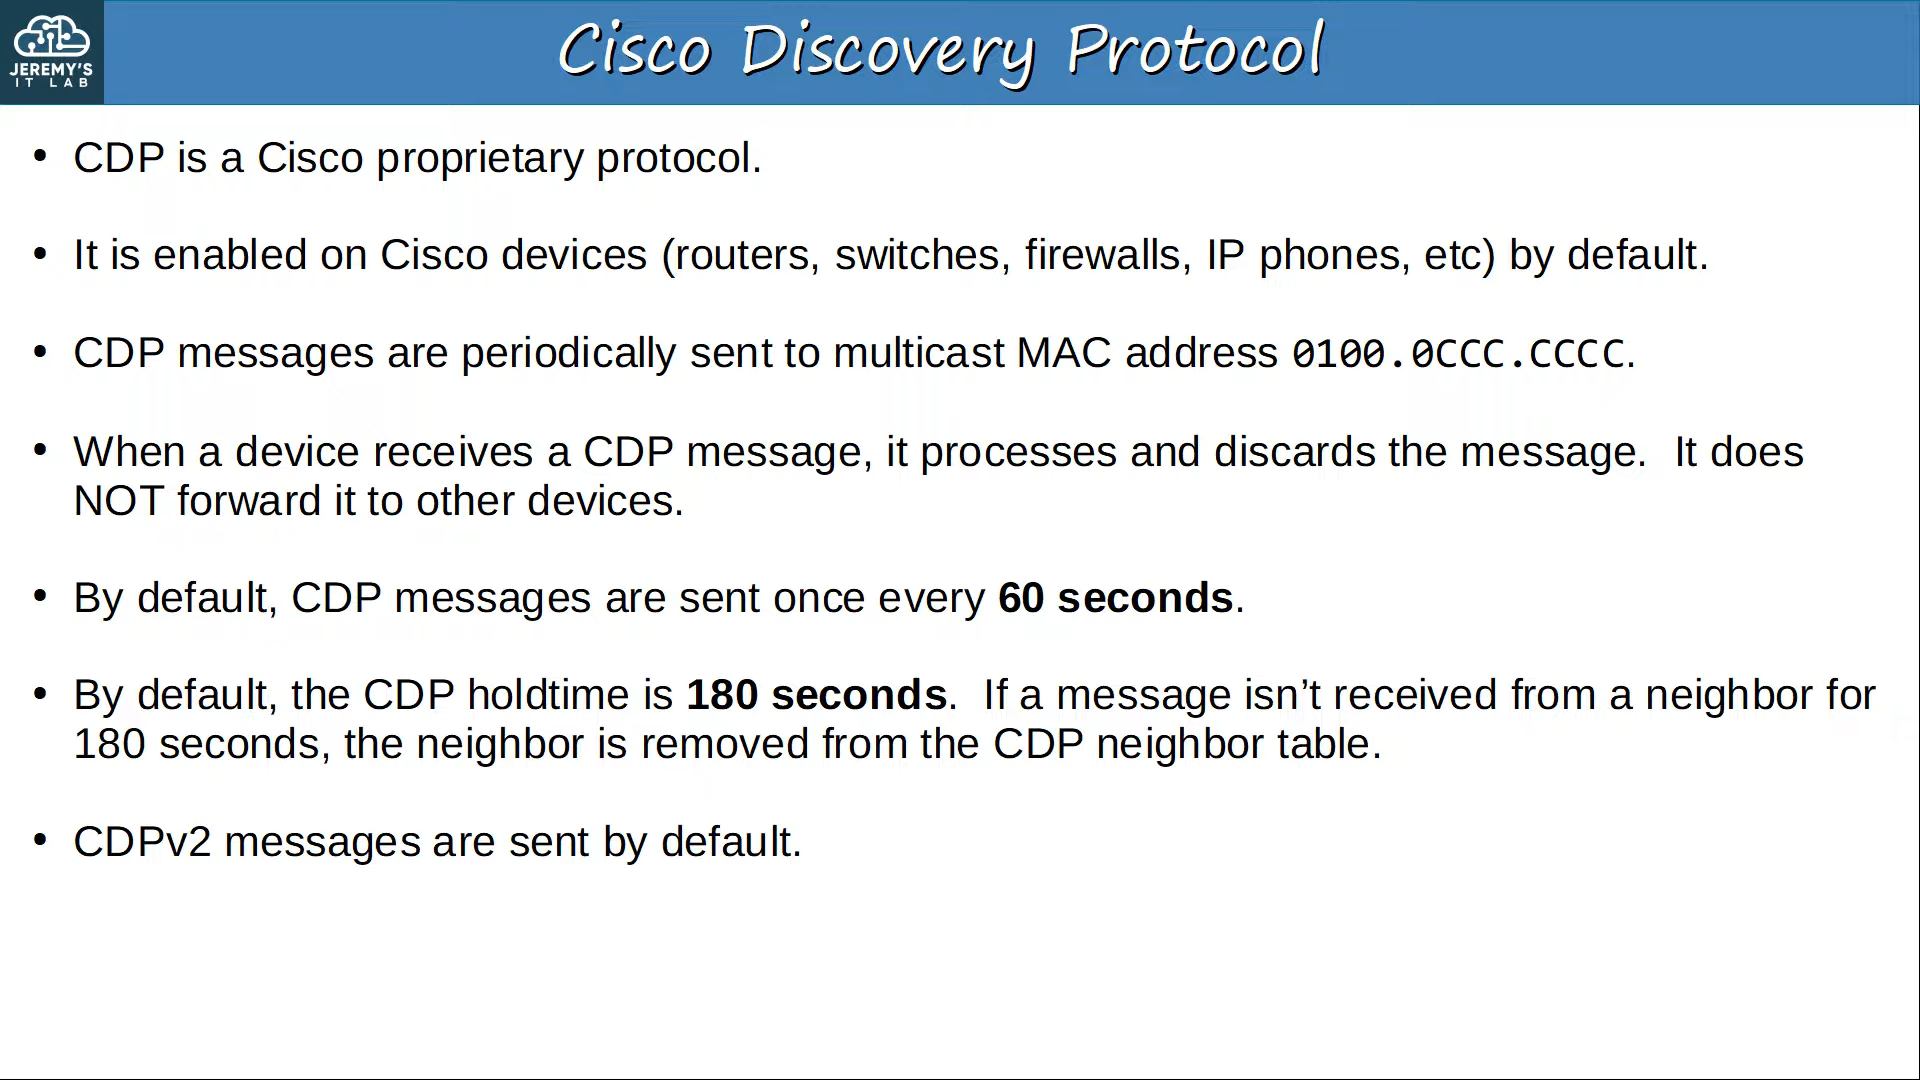 JEREMY'S
IT LAB
Cisco Discovery Protocol
• CDP is a Cisco proprietary protocol.
• It is enabled on Cisco devices (routers, switches, firewalls, IP phones, etc) by default.
• CDP messages are periodically sent to multicast MAC address 0100.0CCC.CCCC.
• When a device receives a CDP message, it processes and discards the message.  It does
NOT forward it to other devices.
• By default, CDP messages are sent once every 60 seconds.
• By default, the CDP holdtime is 180 seconds.  If a message isn’t received from a neighbor for
180 seconds, the neighbor is removed from the CDP neighbor table.
• CDPv2 messages are sent by default.